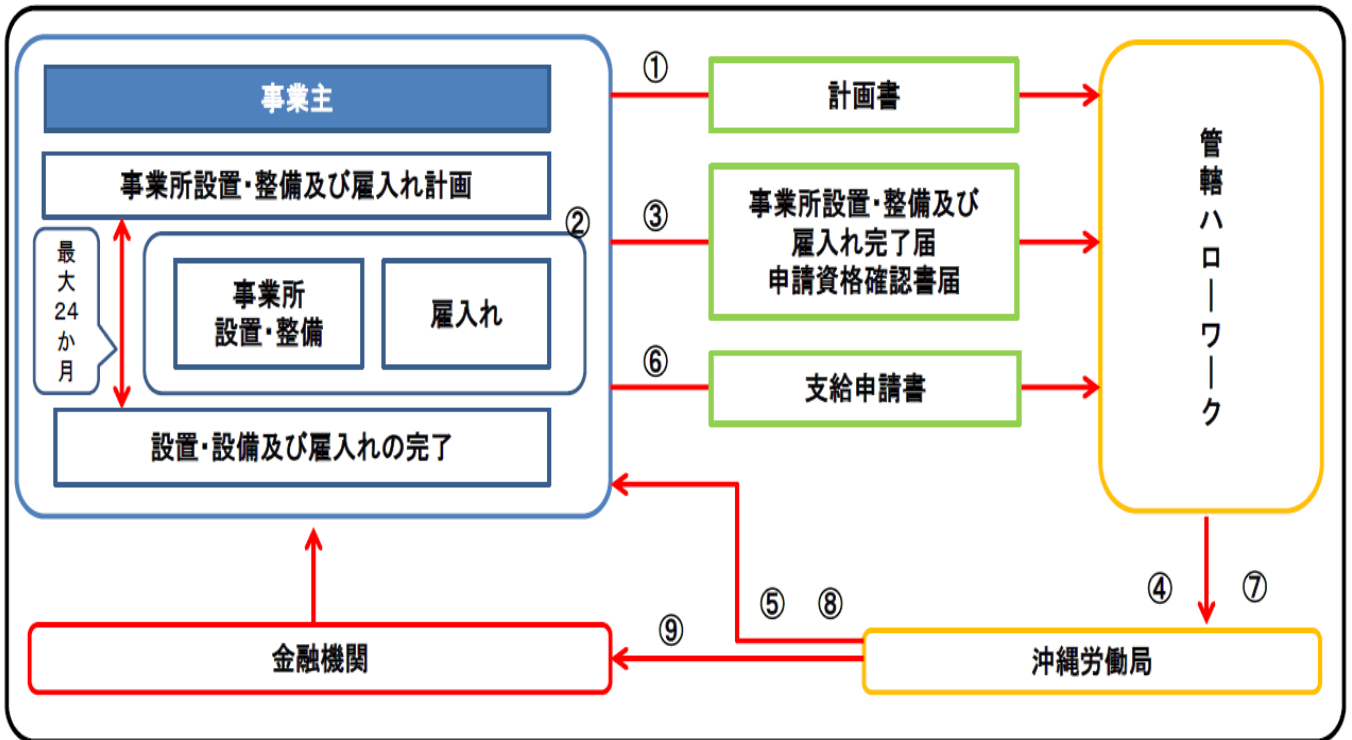 事業主
①
計画書
事業所設置・整備及び雇入れ計画
②
③
事業所設置・整備及び
雇入れ完了届
申請資格確認書届
最大24か月
事業所
設置・整備
雇入れ
⑥
支給申請書
設置・設備及び雇入れの完了
管轄ハローワーク
④
⑦
⑤
⑧
⑨
金融機関
沖縄労働局